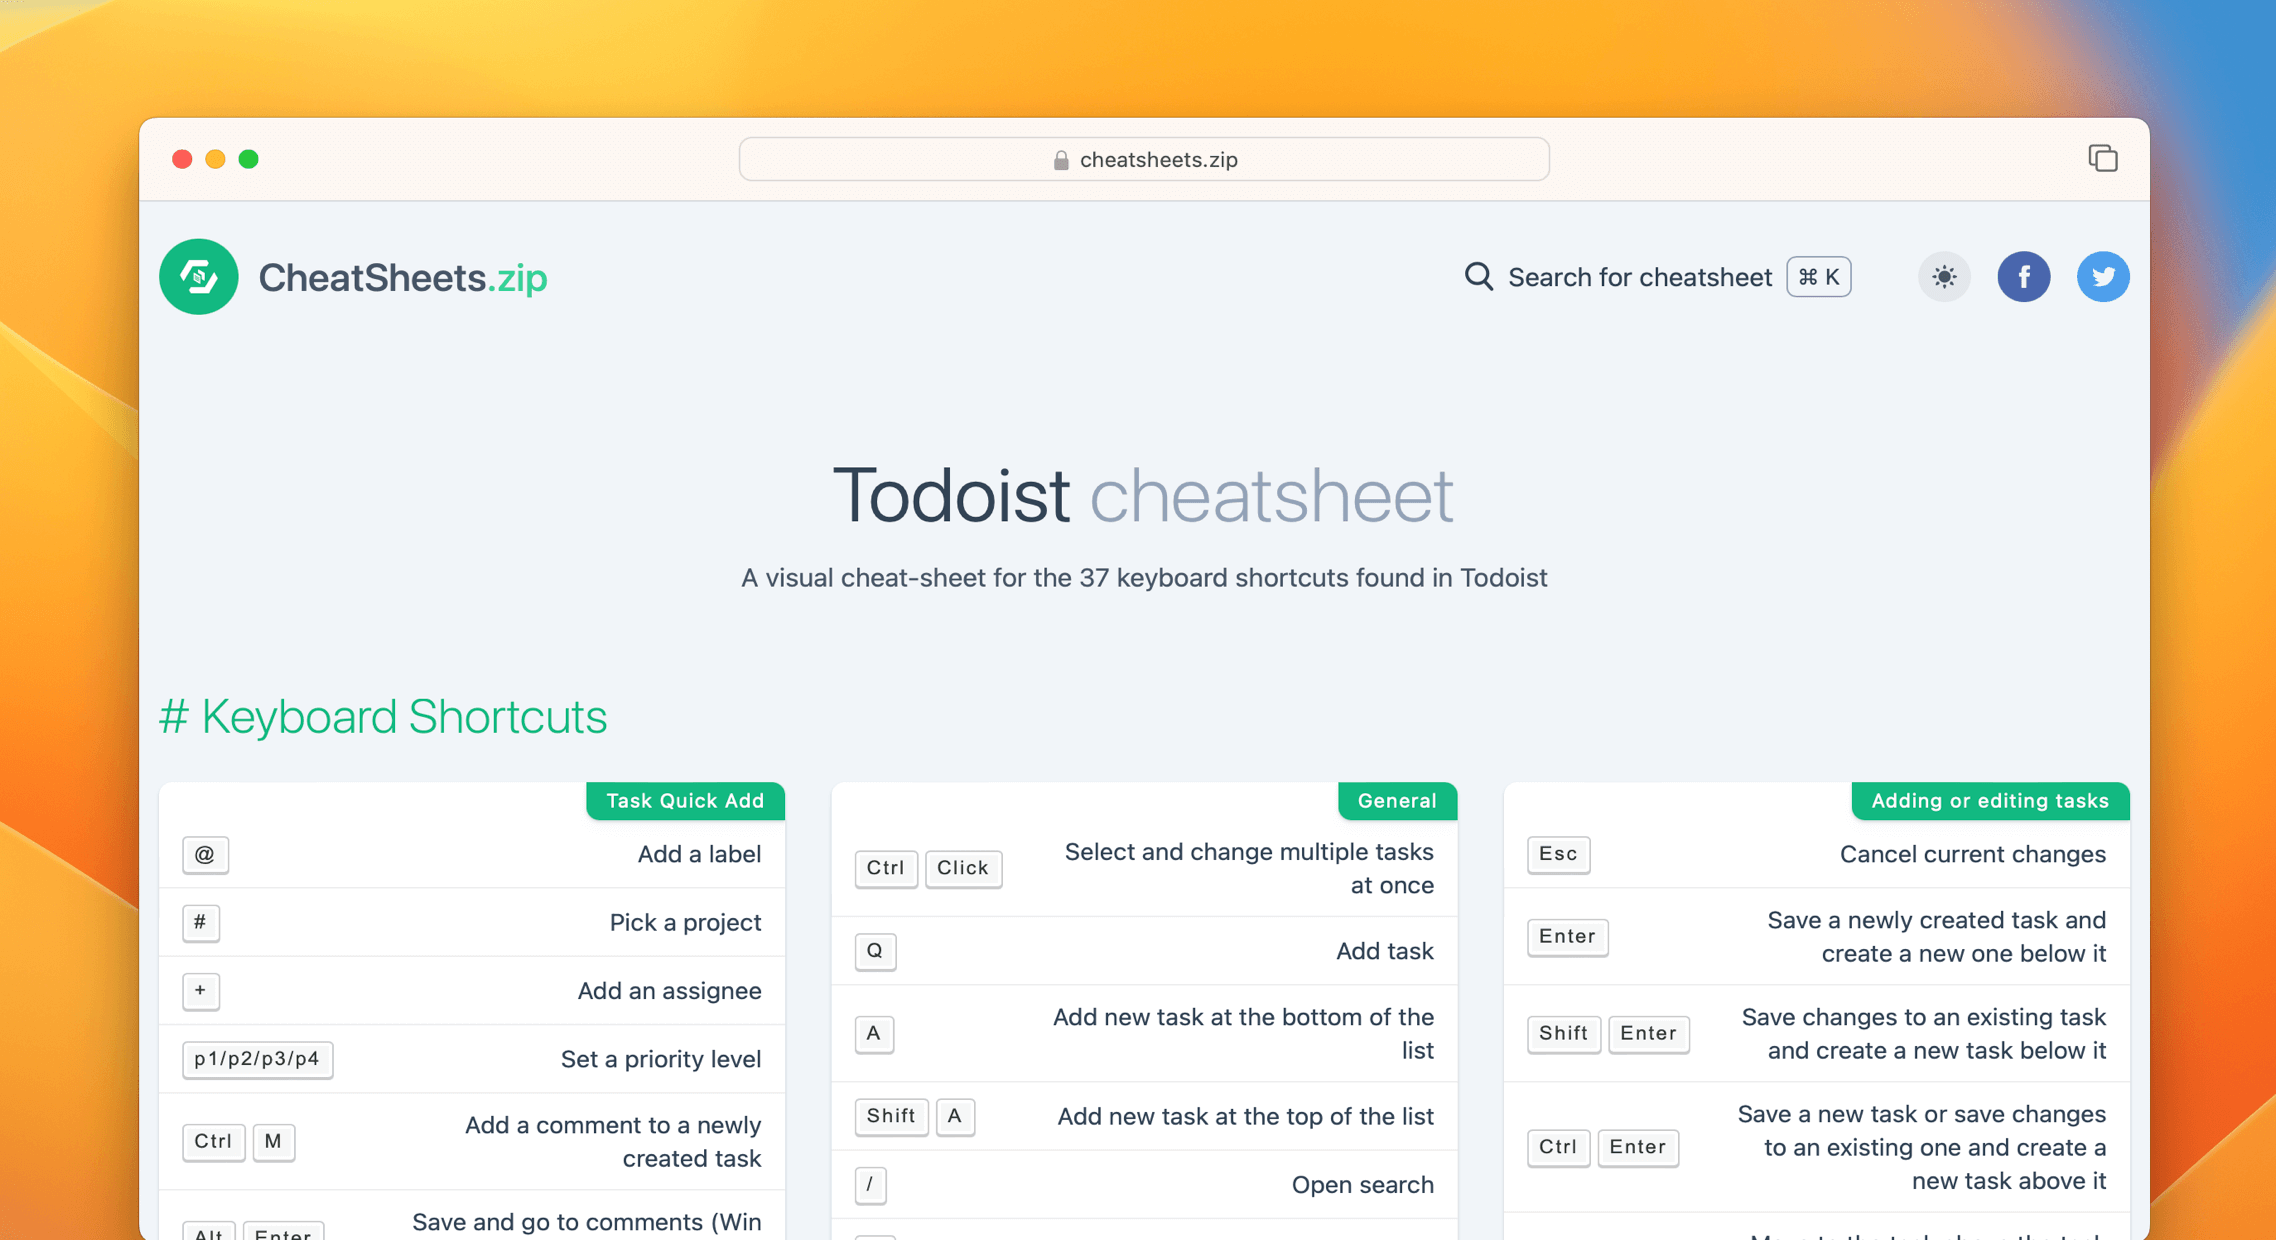 cheatsheets.zip
CheatSheets.zip
Search for cheatsheet ⌘ K
f
Todoist cheatsheet
A visual cheat-sheet for the 37 keyboard shortcuts found in Todoist
# Keyboard Shortcuts
Task Quick Add
@ Add a label
# Pick a project
+ Add an assignee
p1/p2/p3/p4 Set a priority level
Ctrl M Add a comment to a newly
created task
Alt Enter Save and go to comments (Win
General
Ctrl Click Select and change multiple tasks
at once
Q Add task
A Add new task at the bottom of the
list
Shift A Add new task at the top of the list
/ Open search
Adding or editing tasks
Esc Cancel current changes
Enter Save a newly created task and
create a new one below it
Shift Enter Save changes to an existing task
and create a new task below it
Ctrl Enter Save a new task or save changes
to an existing one and create a
new task above it